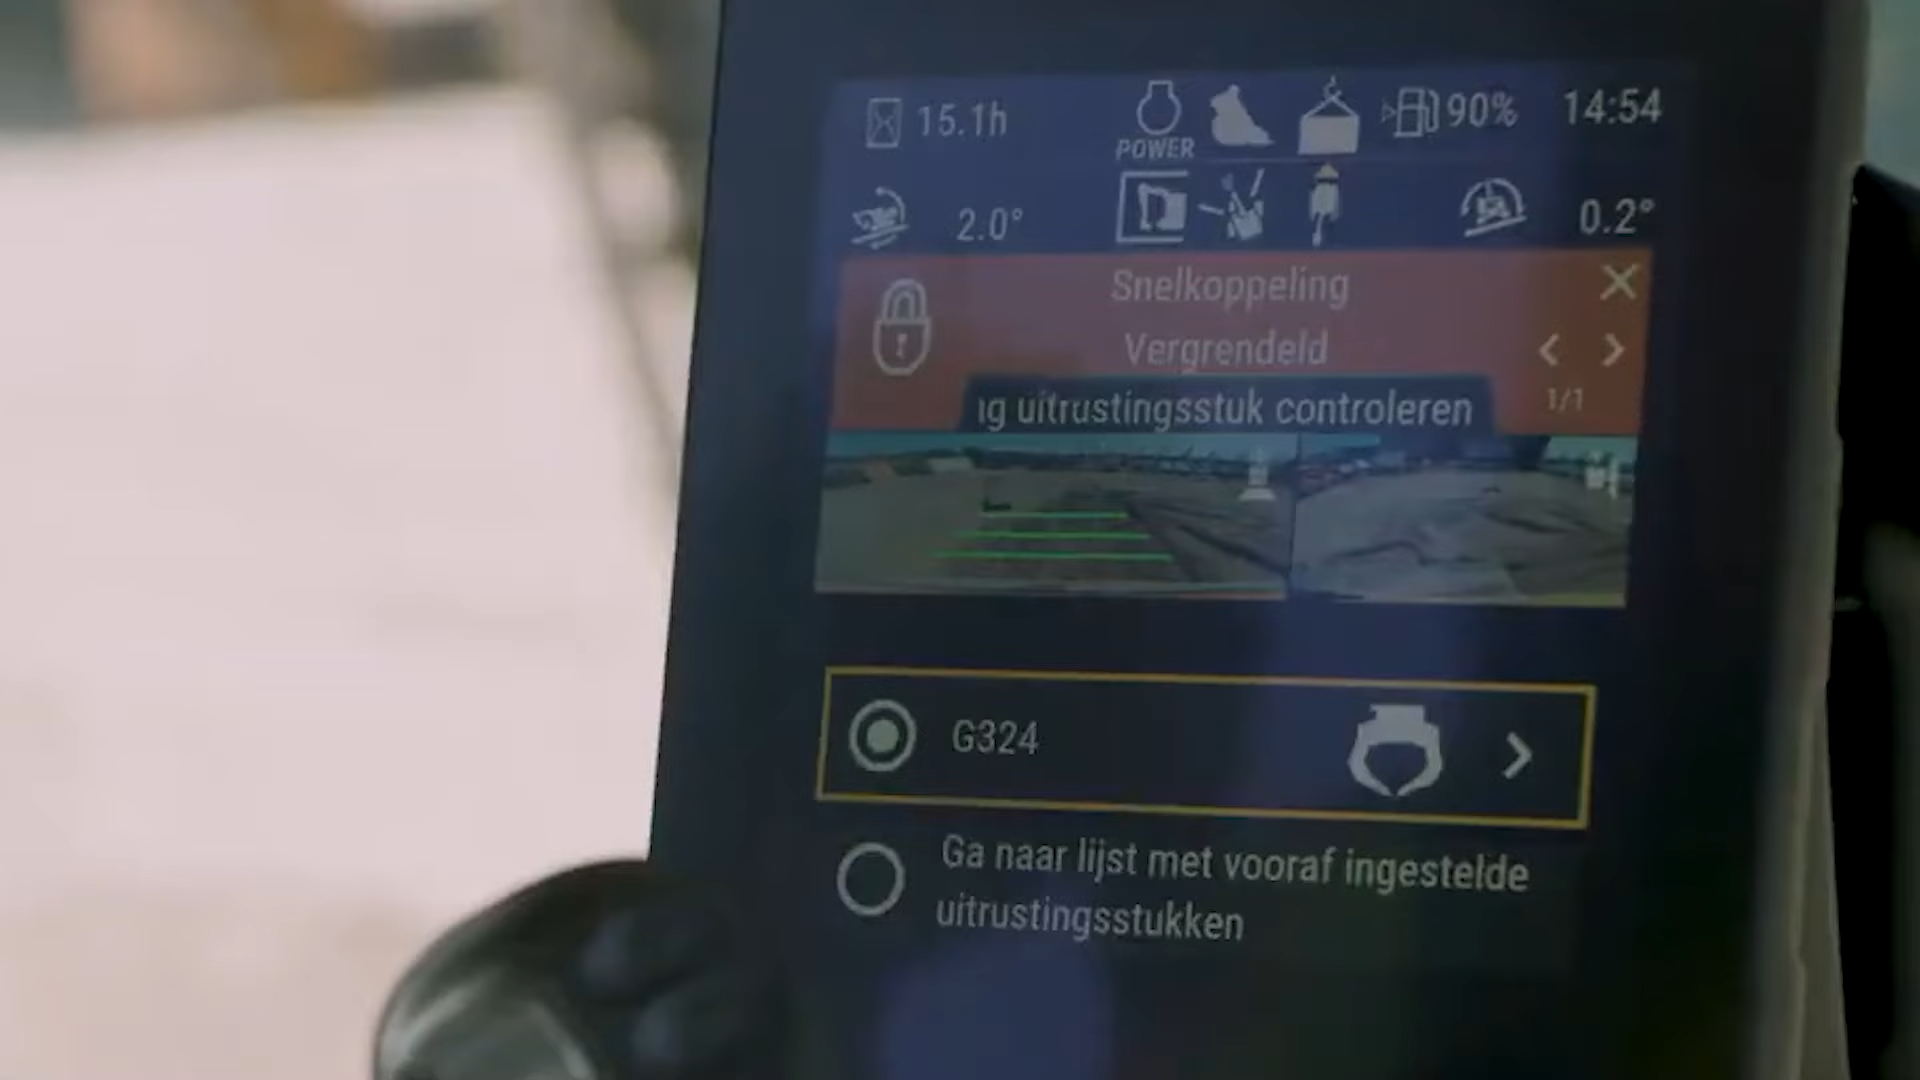 15.1h
POWER
90%
14:54
2.0°
0.2°
Snelkoppeling
Vergrendeld
1/1
uitrustingsstuk controleren
G324
Ga naar lijst met vooraf ingestelde
uitrustingsstukken